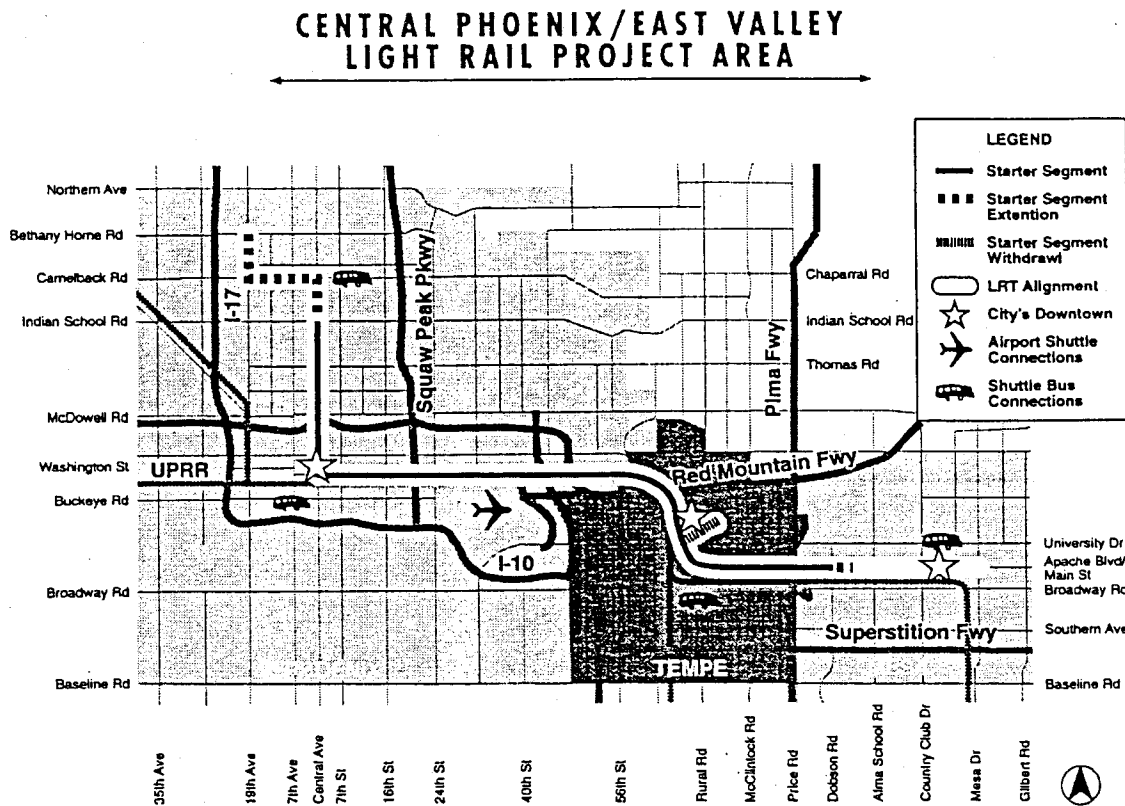 CENTRAL PHOENIX/EAST VALLEY
LIGHT RAIL PROJECT AREA
LEGEND
Starter Segment
Starter Segment
Extention
Starter Segment
Withdrawl
LRT Alignment
City's Downtown
Airport Shuttle
Connections
Shuttle Bus
Connections
Northern Ave
Bethany Home Rd
Camelback Rd
Indian School Rd
McDowell Rd
Washington St
Buckeye Rd
Broadway Rd
Baseline Rd
I-17
Squaw Peak Pkwy
Pima Fwy
Chaparral Rd
Indian School Rd
Thomas Rd
UPRR
Red Mountain Fwy
I-10
University Dr
Apache Blvd/
Main St
Broadway Rd
Superstition Fwy
Southern Ave
TEMPE
Baseline Rd
35th Ave
19th Ave
7th Ave
Central Ave
7th St
16th St
24th St
40th St
56th St
Rural Rd
McClintock Rd
Price Rd
Dobson Rd
Alma School Rd
Country Club Dr
Mesa Dr
Gilbert Rd